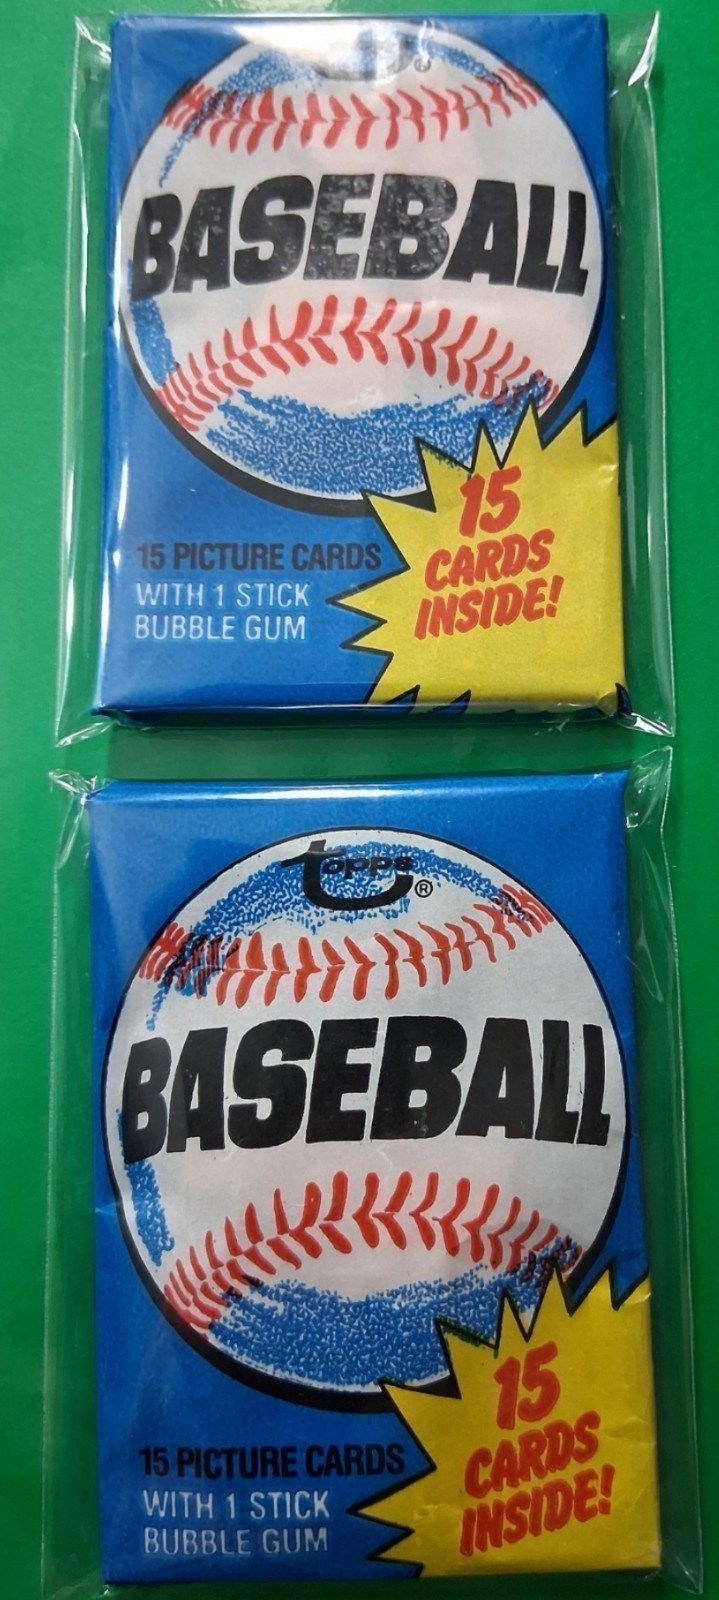 ®
BASEBALL
15
CARDS
INSIDE!
15 PICTURE CARDS
WITH 1 STICK
BUBBLE GUM
topps®
BASEBALL
15
CARDS
INSIDE!
15 PICTURE CARDS
WITH 1 STICK
BUBBLE GUM